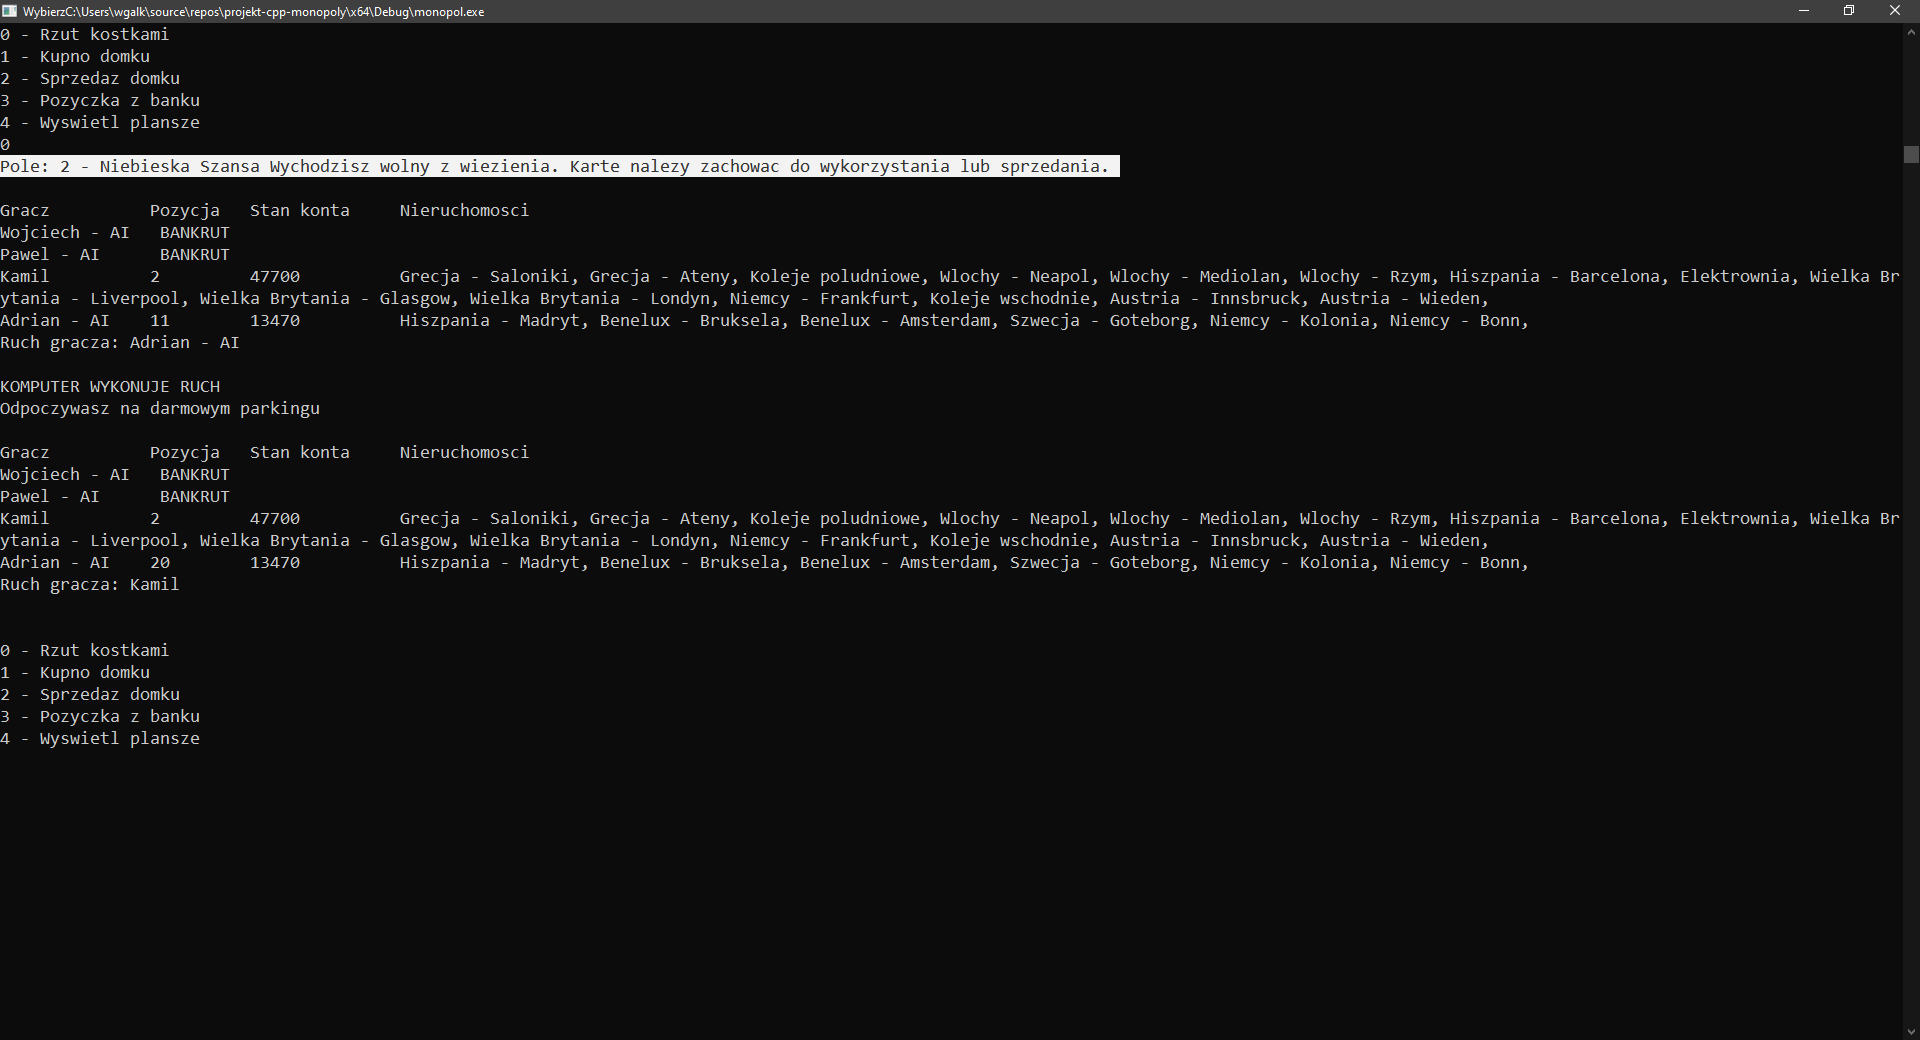 WybierzC:\Users\wgalk\source\repos\projekt-cpp-monopoly\x64\Debug\monopol.exe
0 - Rzut kostkami
1 - Kupno domku
2 - Sprzedaz domku
3 - Pozyczka z banku
4 - Wyswietl plansze
0
Pole: 2 - Niebieska Szansa Wychodzisz wolny z wiezienia. Karte nalezy zachowac do wykorzystania lub sprzedania.
Gracz Pozycja Stan konta Nieruchomosci
Wojciech - AI BANKRUT
Pawel - AI BANKRUT
Kamil 2 47700 Grecja - Saloniki, Grecja - Ateny, Koleje poludniowe, Wlochy - Neapol, Wlochy - Mediolan, Wlochy - Rzym, Hiszpania - Barcelona, Elektrownia, Wielka Br
ytania - Liverpool, Wielka Brytania - Glasgow, Wielka Brytania - Londyn, Niemcy - Frankfurt, Koleje wschodnie, Austria - Innsbruck, Austria - Wieden,
Adrian - AI 11 13470 Hiszpania - Madryt, Benelux - Bruksela, Benelux - Amsterdam, Szwecja - Goteborg, Niemcy - Kolonia, Niemcy - Bonn,
Ruch gracza: Adrian - AI
KOMPUTER WYKONUJE RUCH
Odpoczywasz na darmowym parkingu
Gracz Pozycja Stan konta Nieruchomosci
Wojciech - AI BANKRUT
Pawel - AI BANKRUT
Kamil 2 47700 Grecja - Saloniki, Grecja - Ateny, Koleje poludniowe, Wlochy - Neapol, Wlochy - Mediolan, Wlochy - Rzym, Hiszpania - Barcelona, Elektrownia, Wielka Br
ytania - Liverpool, Wielka Brytania - Glasgow, Wielka Brytania - Londyn, Niemcy - Frankfurt, Koleje wschodnie, Austria - Innsbruck, Austria - Wieden,
Adrian - AI 20 13470 Hiszpania - Madryt, Benelux - Bruksela, Benelux - Amsterdam, Szwecja - Goteborg, Niemcy - Kolonia, Niemcy - Bonn,
Ruch gracza: Kamil
0 - Rzut kostkami
1 - Kupno domku
2 - Sprzedaz domku
3 - Pozyczka z banku
4 - Wyswietl plansze